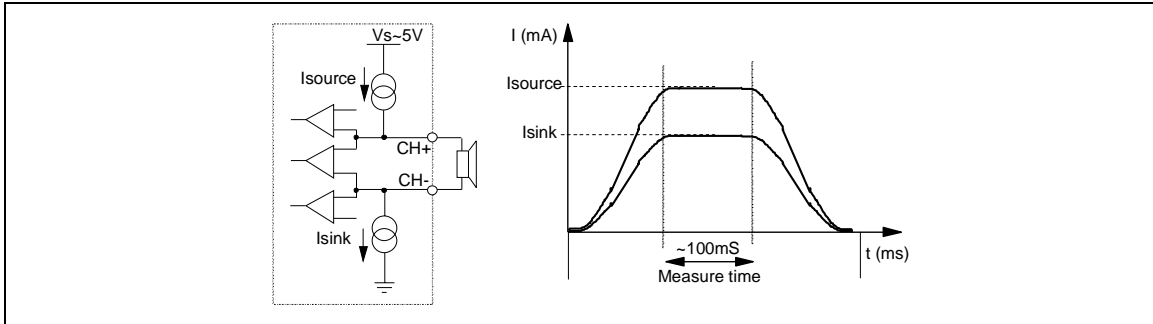 Vs~5V
Isource
CH+
CH-
Isink
I (mA)
Isource
Isink
~100mS
Measure time
t (ms)